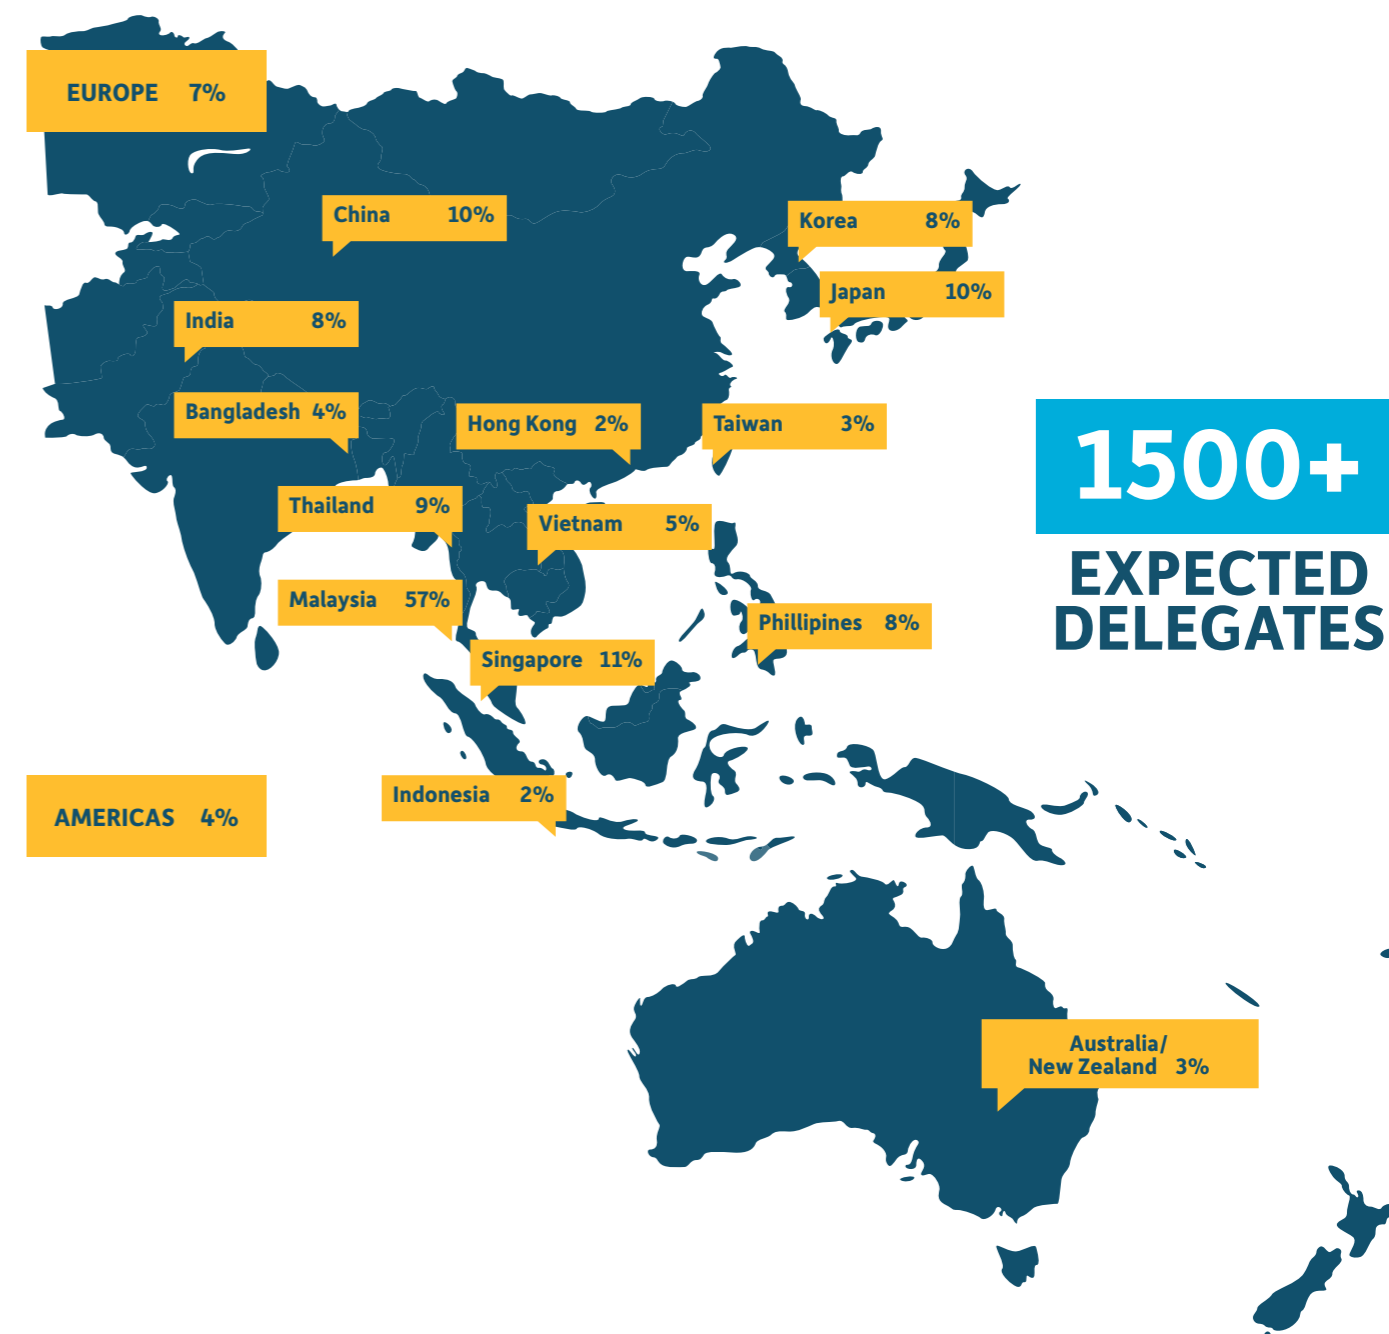 EUROPE 7%
China 10%
Korea 8%
Japan 10%
India 8%
Bangladesh 4%
Hong Kong 2%
Taiwan 3%
1500+
EXPECTED
DELEGATES
Thailand 9%
Vietnam 5%
Malaysia 57%
Phillipines 8%
Singapore 11%
AMERICAS 4%
Indonesia 2%
Australia/
New Zealand 3%